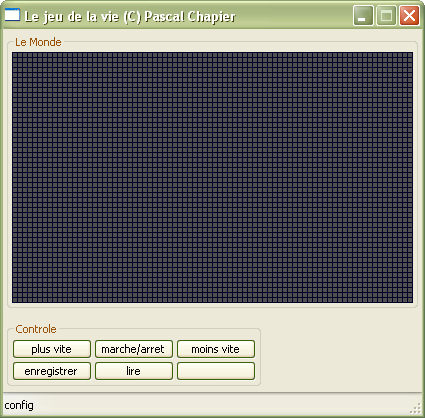 Le jeu de la vie (C) Pascal Chapier
Le Monde
Controle
plus vite marche/arret moins vite
enregistrer lire
config